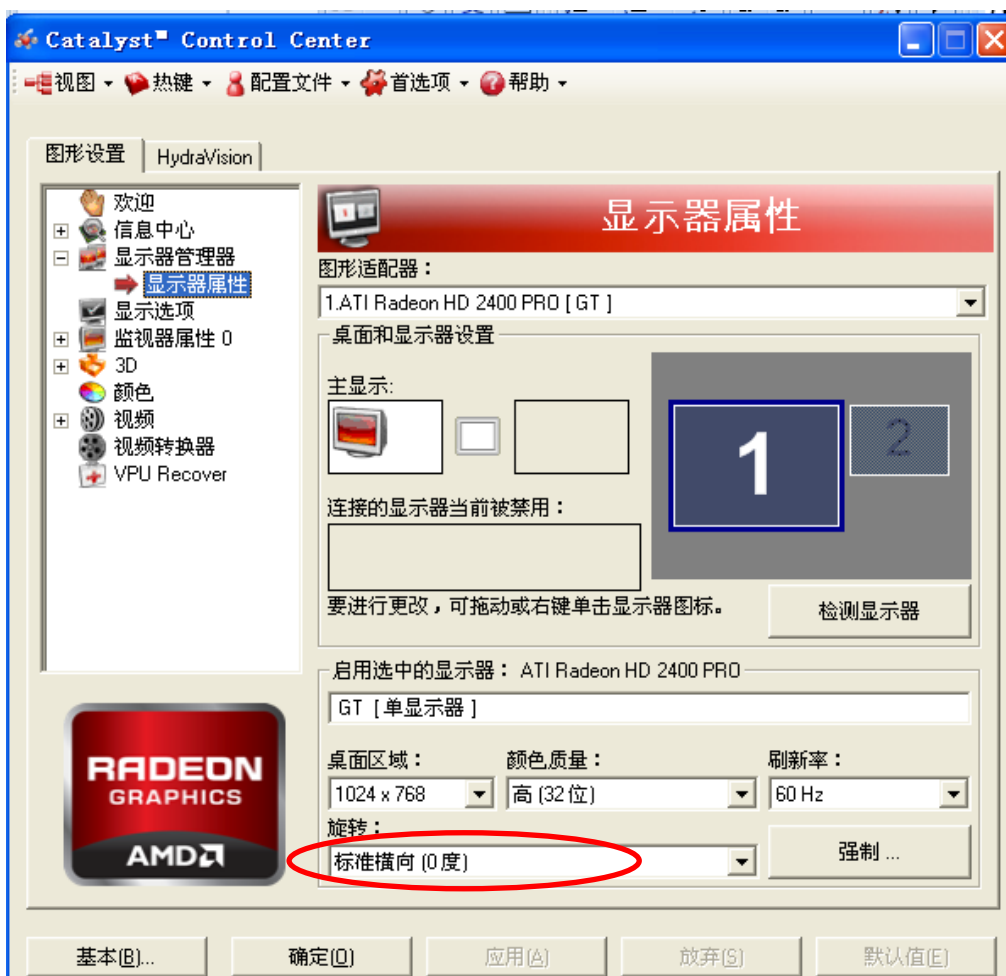 Catalyst™ Control Center
视图 热键 配置文件 首选项 帮助
图形设置 HydraVision
欢迎
信息中心
显示器管理器
显示器属性
显示选项
监视器属性 0
3D
颜色
视频
视频转换器
VPU Recover
显示器属性
图形适配器：
1.ATI Radeon HD 2400 PRO [ GT ]
桌面和显示器设置
主显示:
1
2
连接的显示器当前被禁用：
要进行更改，可拖动或右键单击显示器图标。
检测显示器
启用选中的显示器： ATI Radeon HD 2400 PRO
GT [ 单显示器 ]
桌面区域： 颜色质量： 刷新率：
1024 x 768 高 (32 位) 60 Hz
旋转：
标准横向 (0 度)
强制 ...
RADEON
GRAPHICS
AMD
基本(B)... 确定(O) 应用(A) 放弃(S) 默认值(E)